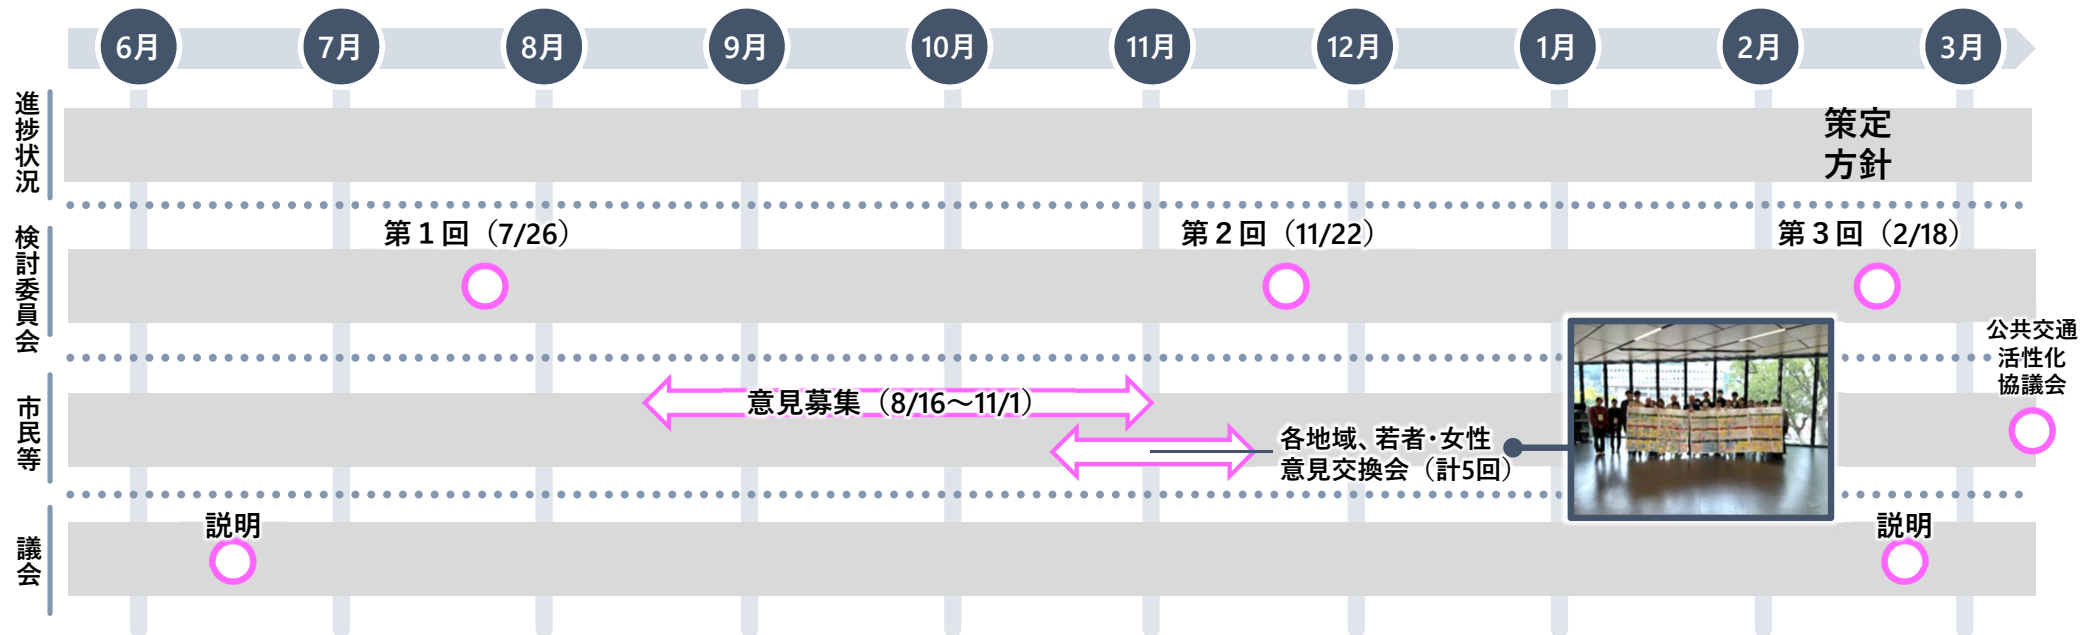 6月
7月
8月
9月
10月
11月
12月
1月
2月
3月
進捗状況
策定
方針
検討委員会
第１回（7/26）
第２回（11/22）
第３回（2/18）
市民等
意見募集（8/16～11/1）
各地域、若者・女性
意見交換会（計5回）
公共交通
活性化
協議会
議会
説明
説明